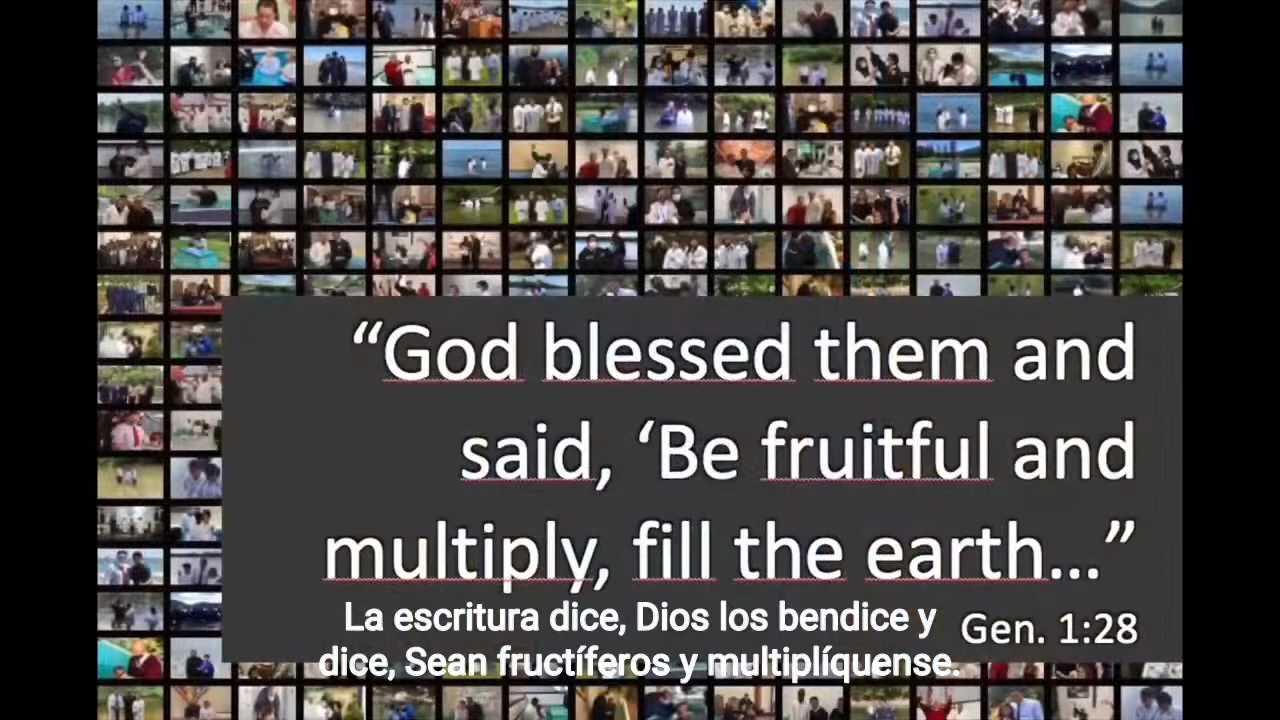 “God blessed them and
said, ‘Be fruitful and
multiply, fill the earth...”
Gen. 1:28
La escritura dice, Dios los bendice y
dice, Sean fructíferos y multiplíquense.